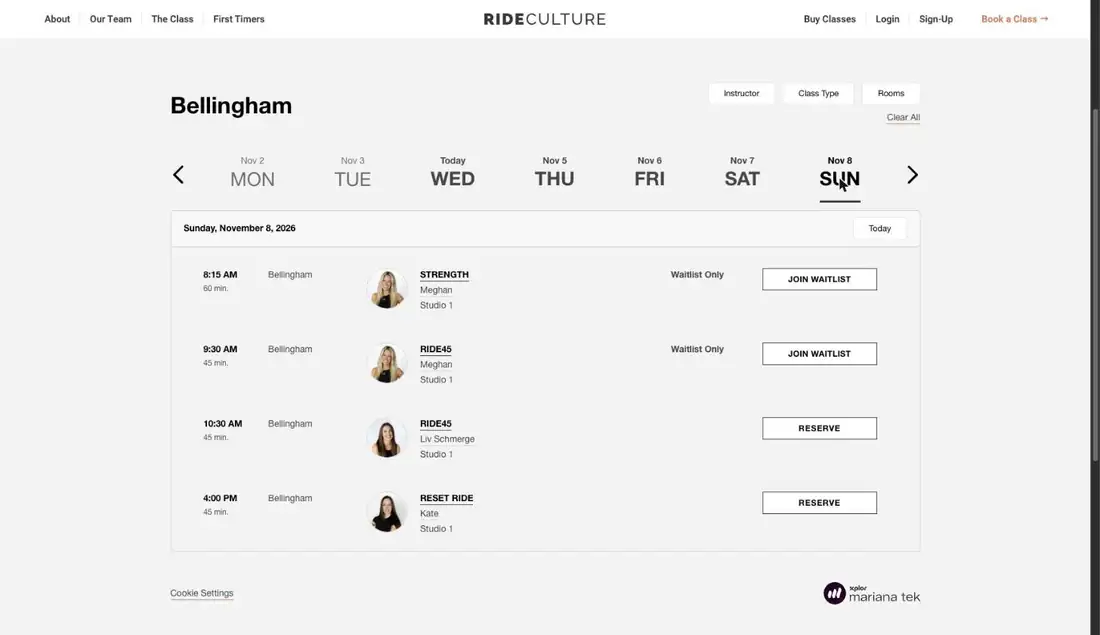 About
Our Team
The Class
First Timers
RIDECULTURE
Buy Classes
Login
Sign-Up
Book a Class →
Bellingham
Instructor
Class Type
Rooms
Clear All
Nov 2
MON
Nov 3
TUE
Today
WED
Nov 5
THU
Nov 6
FRI
Nov 7
SAT
Nov 8
SUN
Sunday, November 8, 2026
Today
8:15 AM
60 min.
Bellingham
STRENGTH
Meghan
Studio 1
Waitlist Only
JOIN WAITLIST
9:30 AM
45 min.
Bellingham
RIDE45
Meghan
Studio 1
Waitlist Only
JOIN WAITLIST
10:30 AM
45 min.
Bellingham
RIDE45
Liv Schmerge
Studio 1
RESERVE
4:00 PM
45 min.
Bellingham
RESET RIDE
Kate
Studio 1
RESERVE
Cookie Settings
xplor
mariana tek